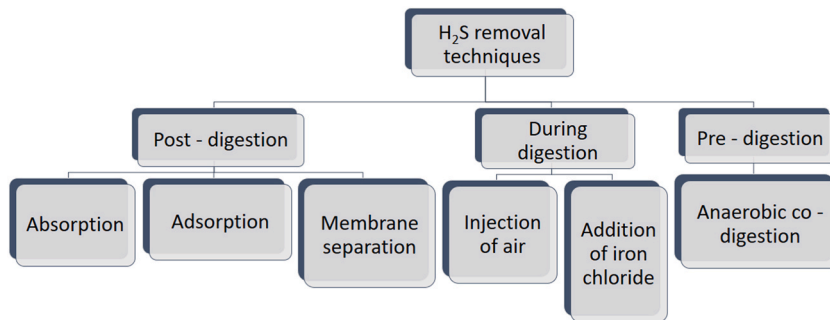 H₂S removal
techniques
Post - digestion
During
digestion
Pre - digestion
Absorption
Adsorption
Membrane
separation
Injection
of air
Addition
of iron
chloride
Anaerobic co -
digestion